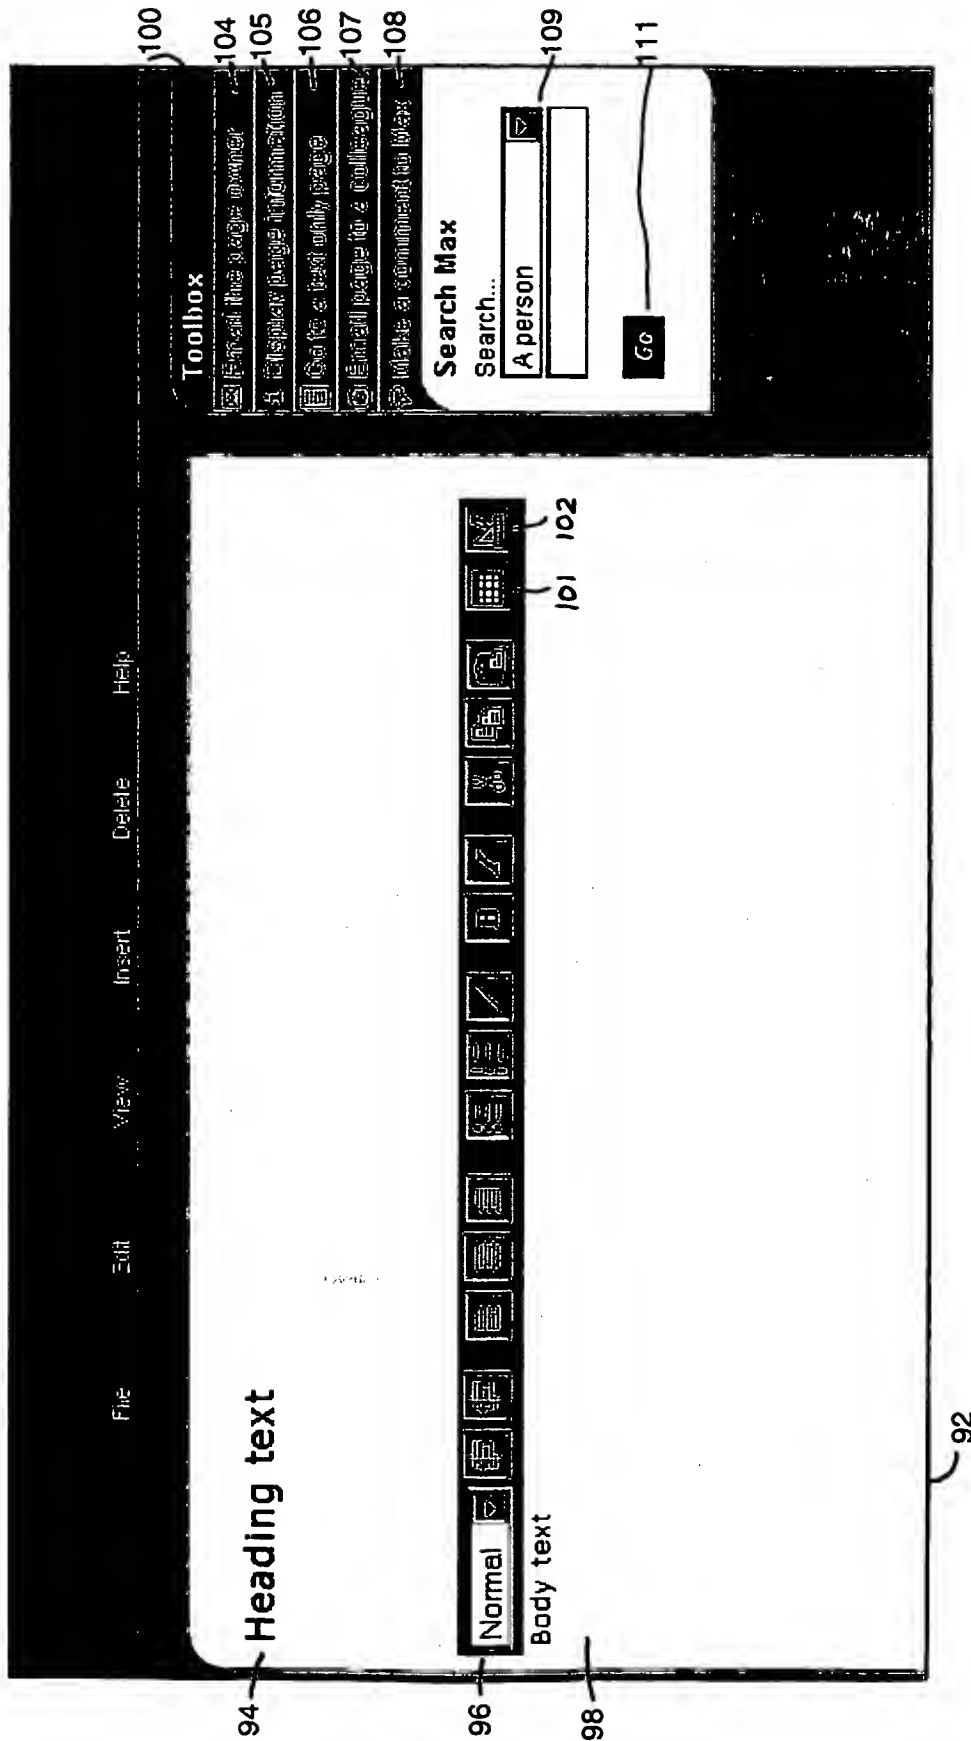 File Edit View Insert Delete Help
100
Toolbox
Email the page owner 104
Display page information 105
Go to a text only page 106
Email page to a colleague 107
Make a comment to Max 108
Search Max
Search...
A person
109
Go
111
94 Heading text
96 Normal B I
101 102
Body text
98
92